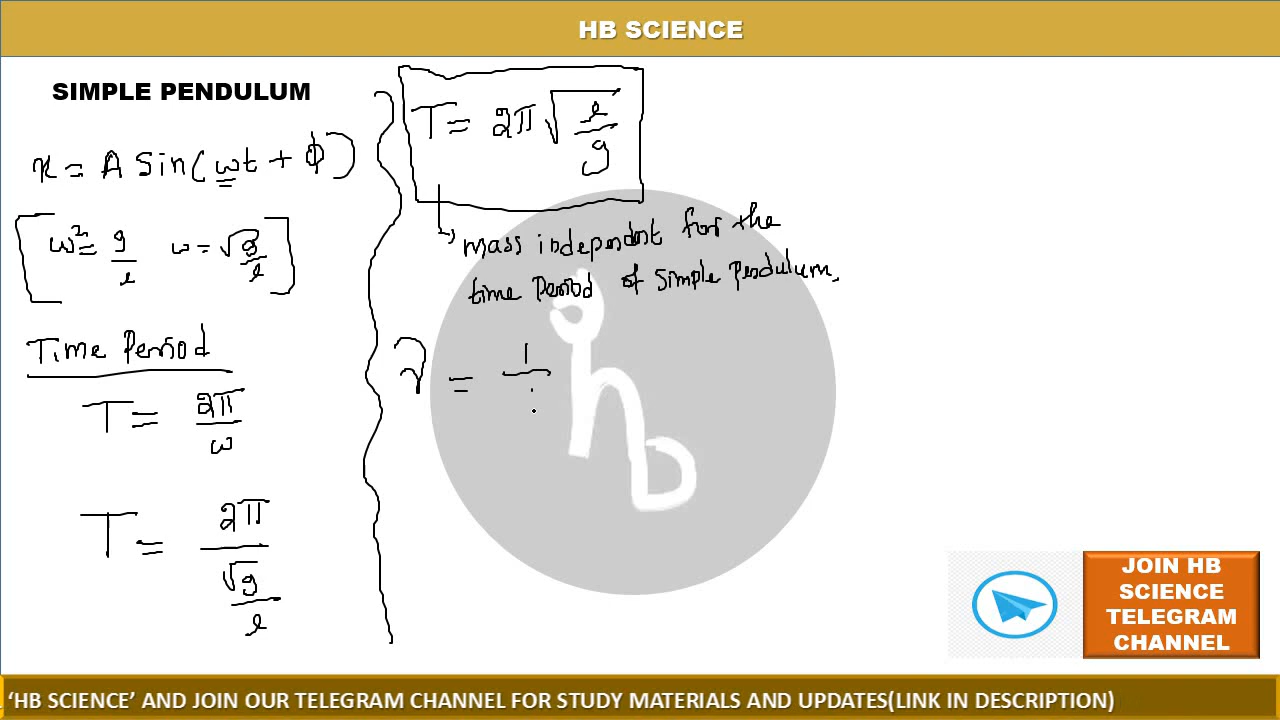 HB SCIENCE
SIMPLE PENDULUM
x = A Sin(ωt + φ)
[ω² = g/l ω = √g/l]
Time Period
T = 2π/ω
T = 2π/√g/l
T = 2π√l/g
↳ mass independent for the
time Period of Simple Pendulum.
ν = 1/
hb
JOIN HB
SCIENCE
TELEGRAM
CHANNEL
‘HB SCIENCE’ AND JOIN OUR TELEGRAM CHANNEL FOR STUDY MATERIALS AND UPDATES(LINK IN DESCRIPTION)